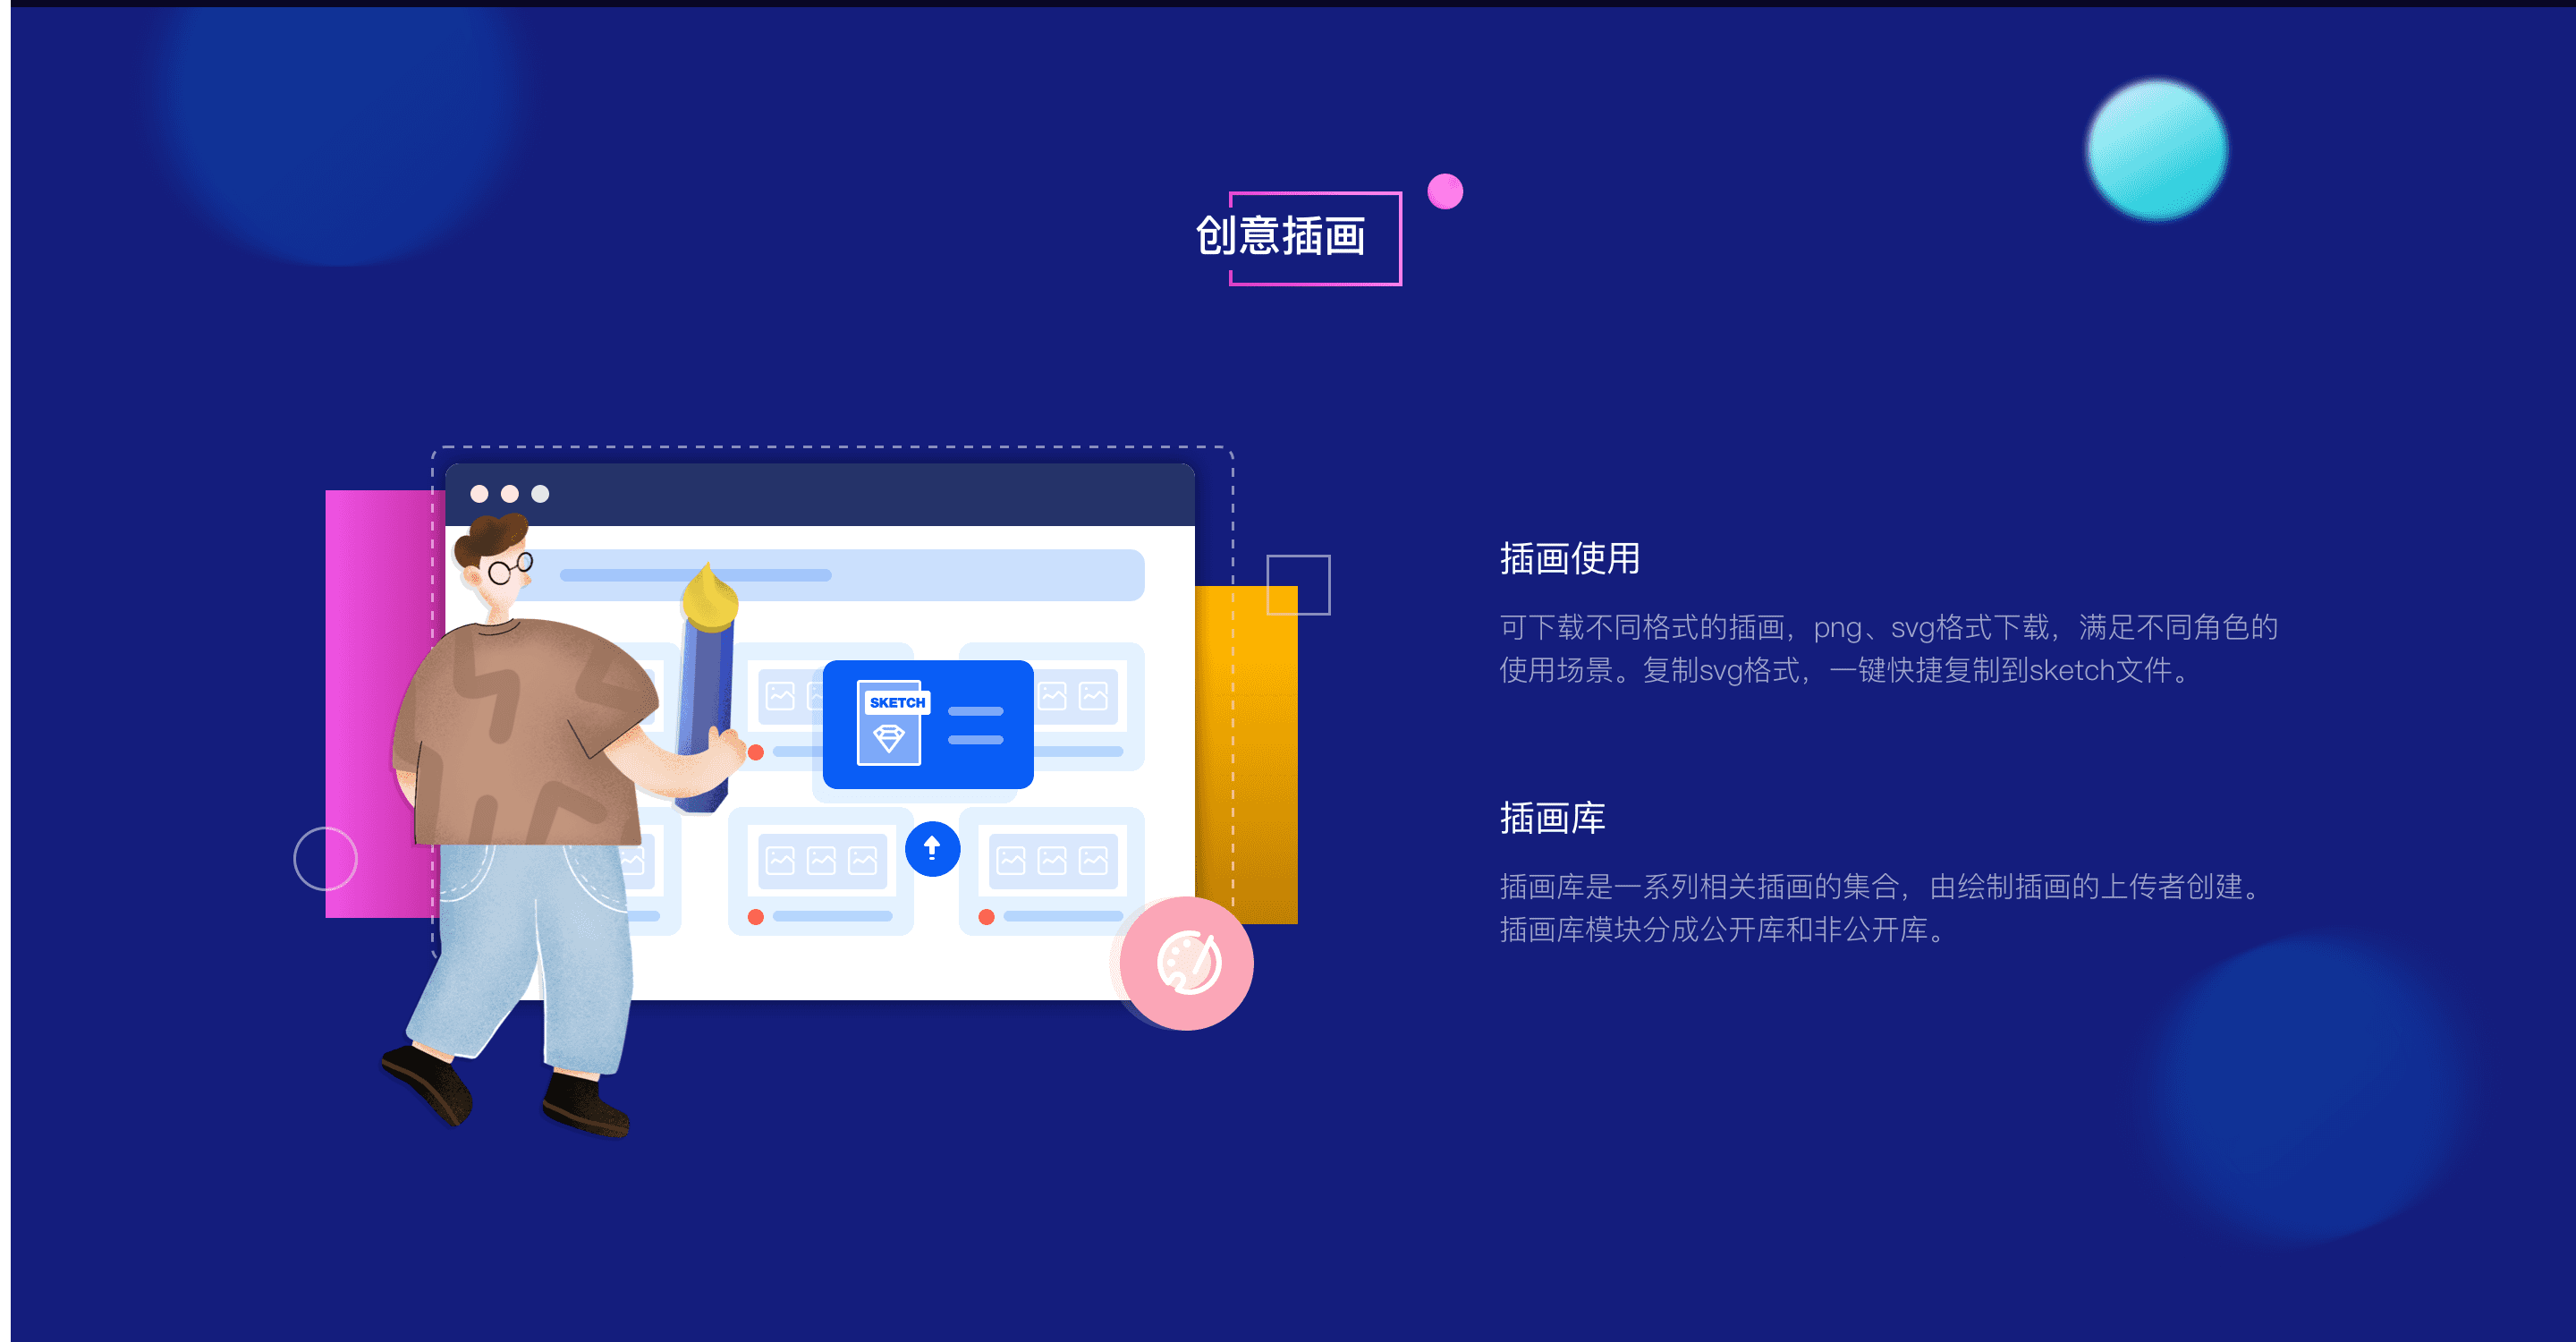 创意插画
SKETCH
插画使用
可下载不同格式的插画，png、svg格式下载，满足不同角色的
使用场景。复制svg格式，一键快捷复制到sketch文件。
插画库
插画库是一系列相关插画的集合，由绘制插画的上传者创建。
插画库模块分成公开库和非公开库。